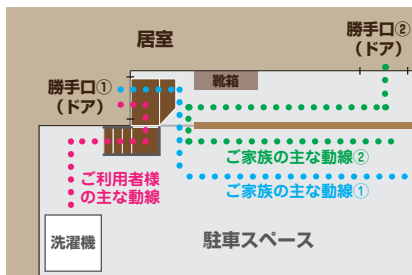 居室
勝手口②
（ドア）
勝手口①
（ドア）
靴箱
ご家族の主な動線②
ご利用者様
の主な動線
ご家族の主な動線①
洗濯機
駐車スペース